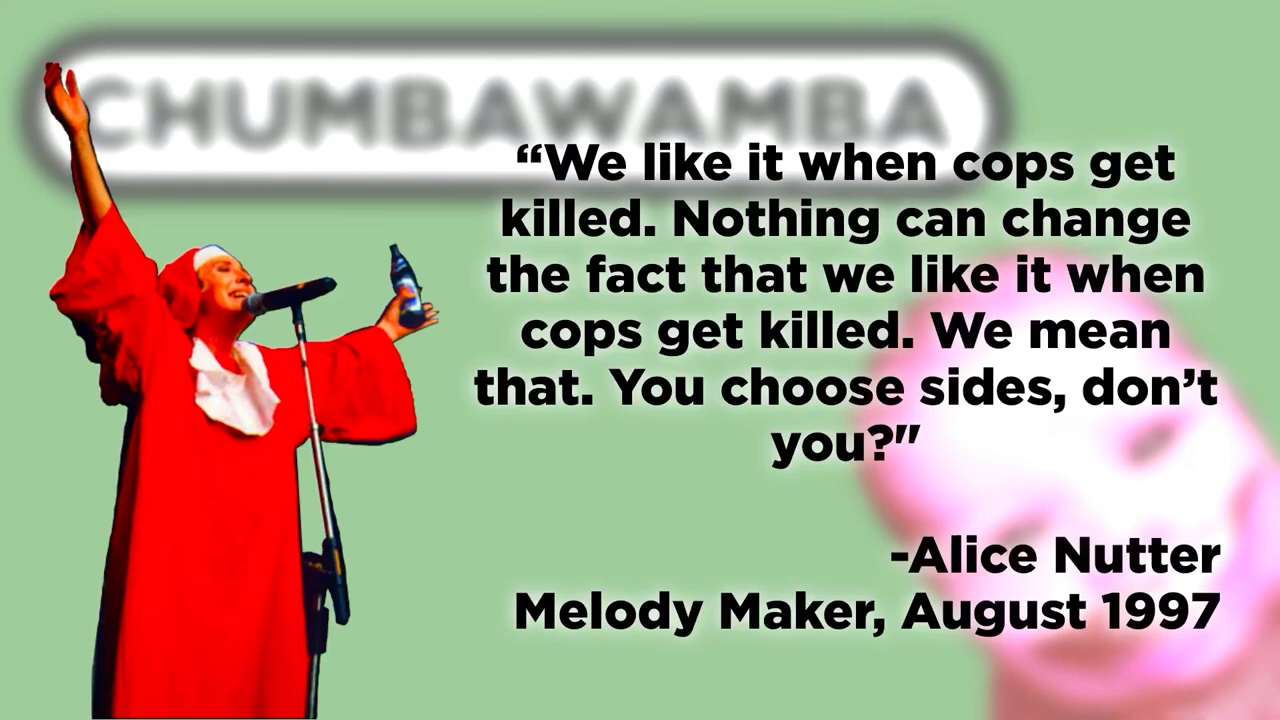 CHUMBAWAMBA
“We like it when cops get
killed. Nothing can change
the fact that we like it when
cops get killed. We mean
that. You choose sides, don’t
you?"
-Alice Nutter
Melody Maker, August 1997